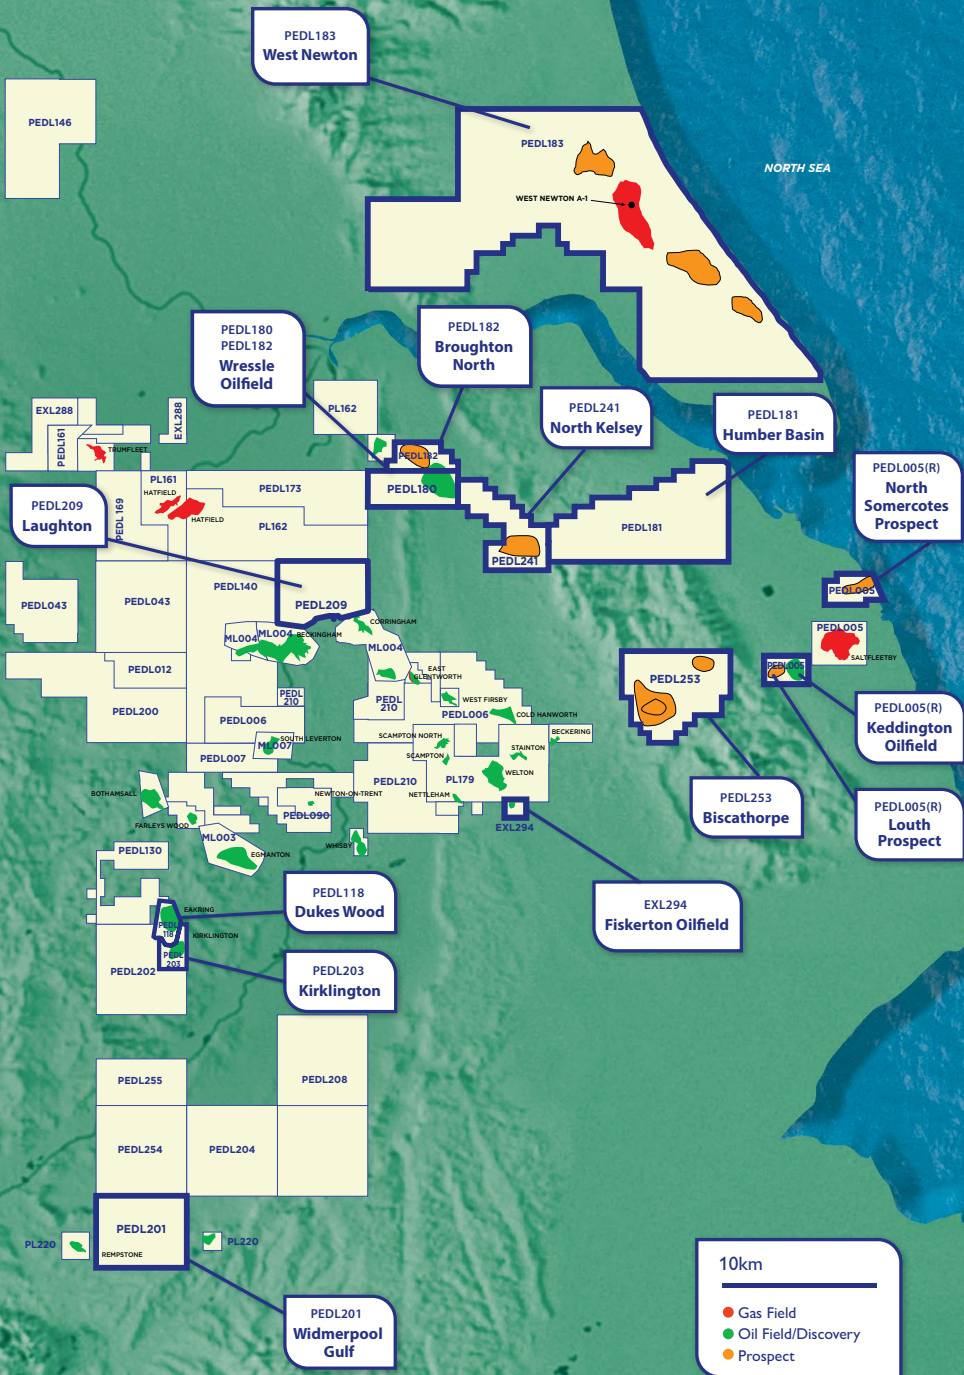 PEDL183
West Newton
PEDL146
PEDL183
NORTH SEA
WEST NEWTON A-1
PEDL180
PEDL182
Wressle
Oilfield
PEDL182
Broughton
North
PEDL241
North Kelsey
PEDL181
Humber Basin
PEDL005(R)
North
Somercotes
Prospect
EXL288
EXL288
PL162
PEDL161
TRUMFLEET
PEDL182
PL161
HATFIELD
HATFIELD
PEDL173
PEDL180
PEDL169
PL162
PEDL181
PEDL209
Laughton
PEDL241
PEDL043
PEDL043
PEDL140
PEDL209
PEDL005
CORRINGHAM
ML004
ML004
BECKINGHAM
ML004
PEDL005
SALTFLEETBY
PEDL012
EAST
GLENTWORTH
PEDL253
PEDL005
PEDL200
PEDL
210
PEDL
210
WEST FIRSBY
PEDL006
PEDL006
COLD HANWORTH
PEDL005(R)
Keddington
Oilfield
SOUTH LEVERTON
ML007
PEDL007
SCAMPTON NORTH
SCAMPTON
BECKERING
STAINTON
WELTON
PEDL210
PL179
NETTLEHAM
BOTHAMSALL
NEWTON-ON-TRENT
PEDL090
PEDL253
Biscathorpe
PEDL005(R)
Louth
Prospect
FARLEYS WOOD
ML003
EGMANTON
WHISBY
EXL294
PEDL130
PEDL118
Dukes Wood
EXL294
Fiskerton Oilfield
EAKRING
PEDL
118
KIRKLINGTON
PEDL
203
PEDL202
PEDL203
Kirklington
PEDL255
PEDL208
PEDL254
PEDL204
PEDL201
REMPSTONE
PL220
PL220
PEDL201
Widmerpool
Gulf
10km
Gas Field
Oil Field/Discovery
Prospect